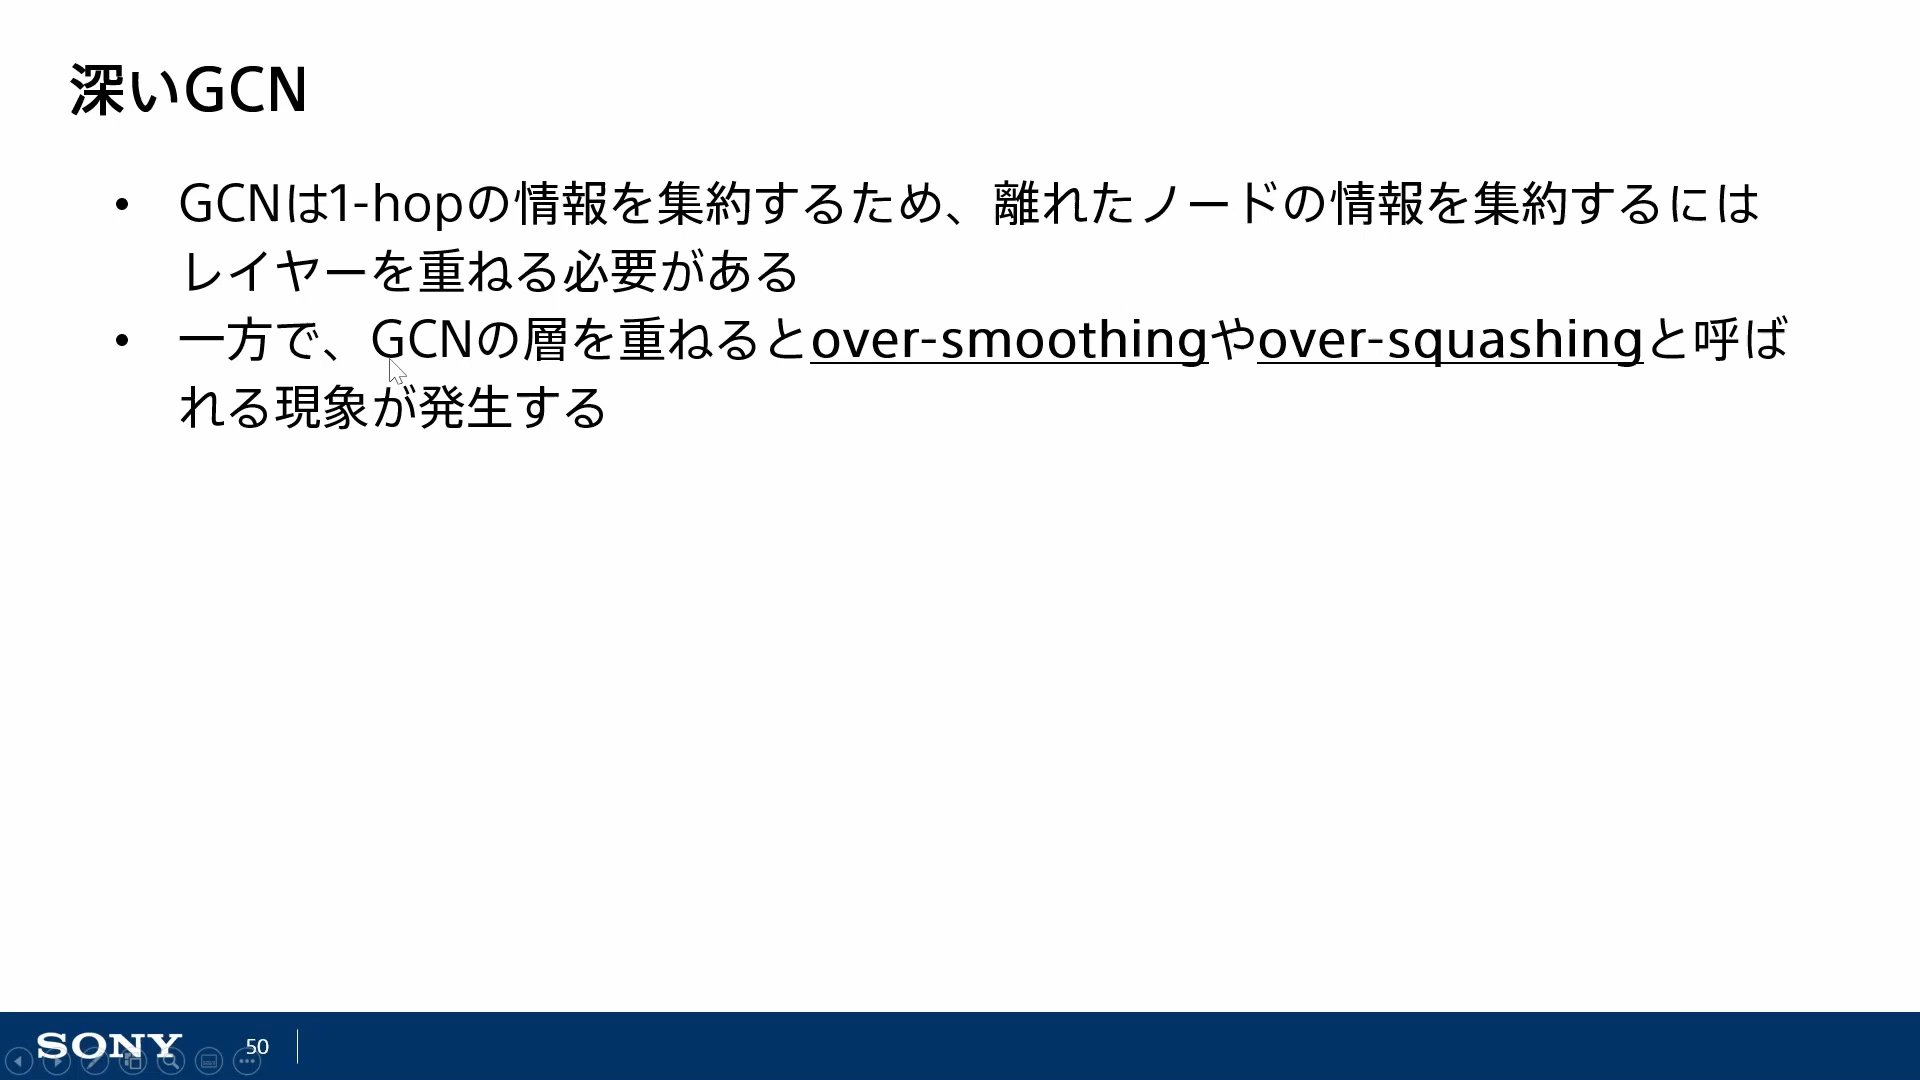 深いGCN
• GCNは1-hopの情報を集約するため、離れたノードの情報を集約するには
レイヤーを重ねる必要がある
• 一方で、GCNの層を重ねるとover-smoothingやover-squashingと呼ば
れる現象が発生する
SONY 50